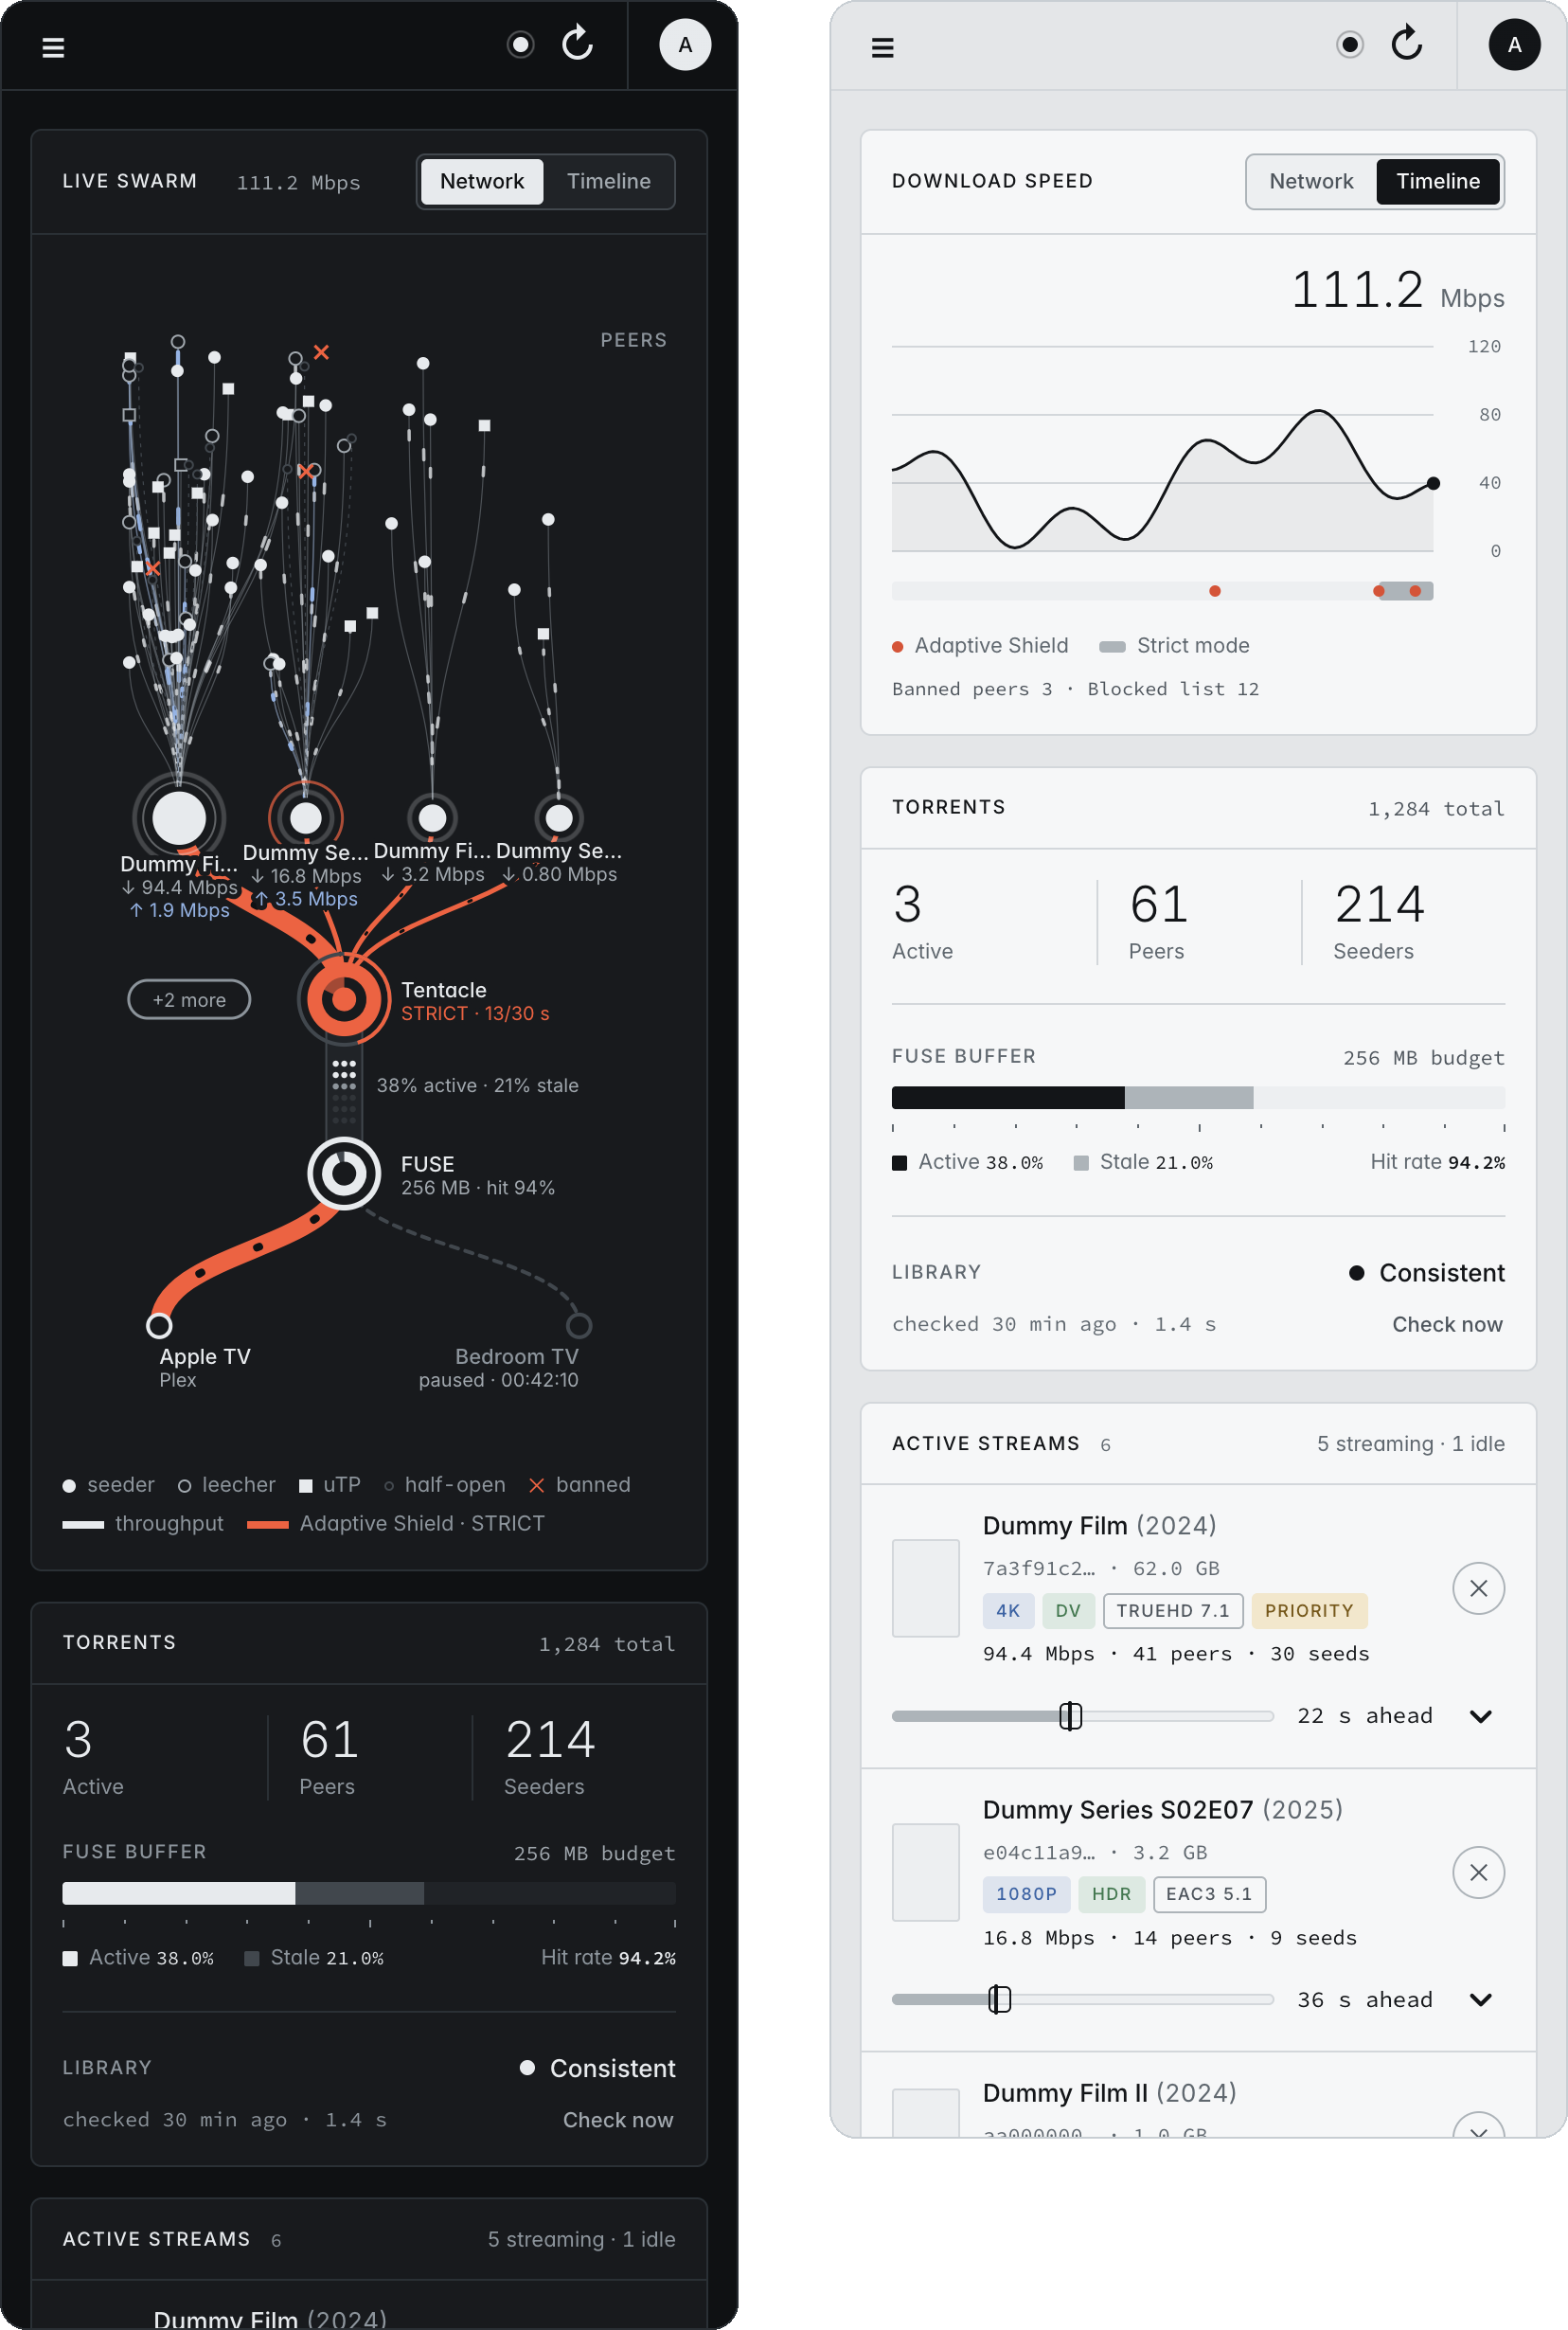 A
LIVE SWARM 111.2 Mbps Network Timeline
PEERS
Dummy Fi... Dummy Se... Dummy Fi... Dummy Se...
↓ 94.4 Mbps ↓ 16.8 Mbps ↓ 3.2 Mbps ↓ 0.80 Mbps
↑ 1.9 Mbps ↑ 3.5 Mbps
+2 more
Tentacle
STRICT · 13/30 s
38% active · 21% stale
FUSE
256 MB · hit 94%
Apple TV
Plex
Bedroom TV
paused · 00:42:10
seeder leecher uTP half-open banned
throughput Adaptive Shield · STRICT
TORRENTS 1,284 total
3 61 214
Active Peers Seeders
FUSE BUFFER 256 MB budget
Active 38.0% Stale 21.0% Hit rate 94.2%
LIBRARY Consistent
checked 30 min ago · 1.4 s Check now
ACTIVE STREAMS 6 5 streaming · 1 idle
Dummy Film (2024)
A
DOWNLOAD SPEED Network Timeline
111.2 Mbps
120
80
40
0
Adaptive Shield Strict mode
Banned peers 3 · Blocked list 12
TORRENTS 1,284 total
3 61 214
Active Peers Seeders
FUSE BUFFER 256 MB budget
Active 38.0% Stale 21.0% Hit rate 94.2%
LIBRARY Consistent
checked 30 min ago · 1.4 s Check now
ACTIVE STREAMS 6 5 streaming · 1 idle
Dummy Film (2024)
7a3f91c2… · 62.0 GB
4K DV TRUEHD 7.1 PRIORITY
94.4 Mbps · 41 peers · 30 seeds
22 s ahead
Dummy Series S02E07 (2025)
e04c11a9… · 3.2 GB
1080P HDR EAC3 5.1
16.8 Mbps · 14 peers · 9 seeds
36 s ahead
Dummy Film II (2024)
aa000000… · 1.0 GB